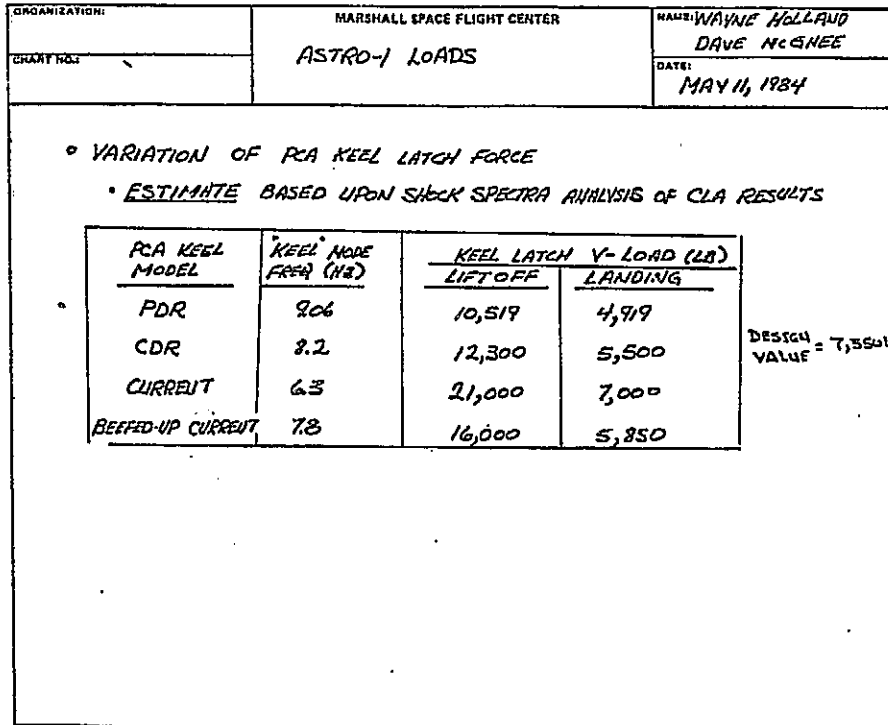 ORGANIZATION:
MARSHALL SPACE FLIGHT CENTER
NAME: WAYNE HOLLAND
DAVE McGHEE
CHART NO.:
ASTRO-1 LOADS
DATE:
MAY 11, 1984
• VARIATION OF PCA KEEL LATCH FORCE
• ESTIMATE BASED UPON SHOCK SPECTRA ANALYSIS OF CLA RESULTS
PCA KEEL MODEL "KEEL" MODE FREQ (HZ) KEEL LATCH Y-LOAD (LB)
LIFTOFF LANDING
PDR 9.06 10,519 4,919
CDR 8.2 12,300 5,500
CURRENT 6.3 21,000 7,000
BEEFED-UP CURRENT 7.8 16,000 5,850
DESIGN VALUE =